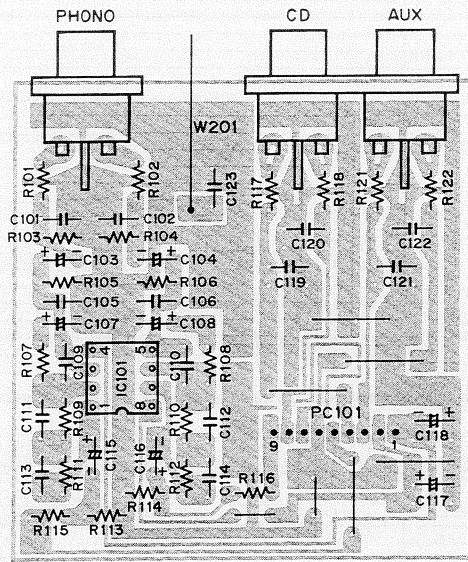 PHONO CD AUX
W201
R101 R102 C123 R117 R118 R121 R122
C101 C102
R103 R104 C120 C122
+ - - +
C103 C104
C119 C121
R105 R106
C105 C106
+ - - +
C107 C108
R107 C109 4 5 IC101 1 8 C110 R108
C111 R109 R110 C112
PC101
9 1
- +
C118
+ C115 C116 +
C113 R111 R112 C114 R116
+ -
C117
R114
R115 R113